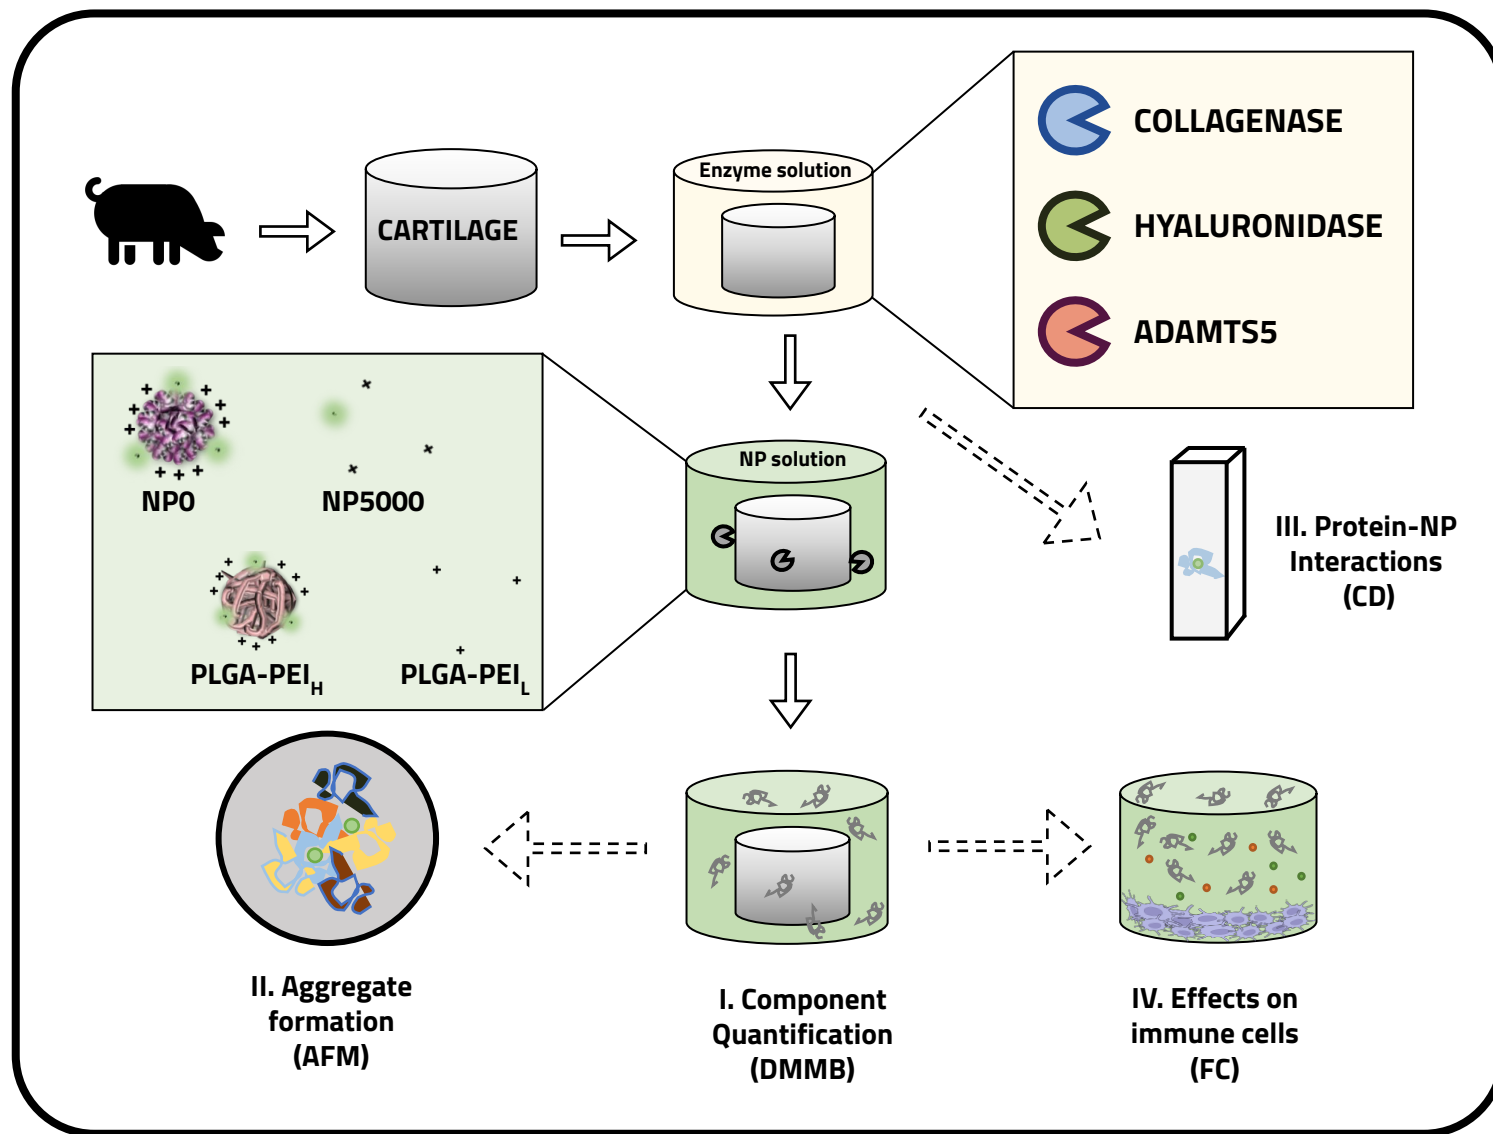 Enzyme solution
CARTILAGE
COLLAGENASE
HYALURONIDASE
ADAMTS5
NP0
NP5000
PLGA-PEIH
PLGA-PEIL
NP solution
III. Protein-NP
Interactions
(CD)
II. Aggregate
formation
(AFM)
I. Component
Quantification
(DMMB)
IV. Effects on
immune cells
(FC)